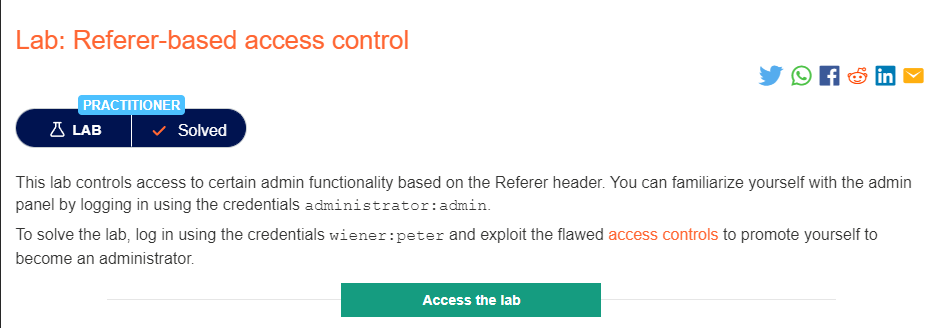 Lab: Referer-based access control
PRACTITIONER
LAB Solved
This lab controls access to certain admin functionality based on the Referer header. You can familiarize yourself with the admin
panel by logging in using the credentials administrator:admin.
To solve the lab, log in using the credentials wiener:peter and exploit the flawed access controls to promote yourself to
become an administrator.
Access the lab